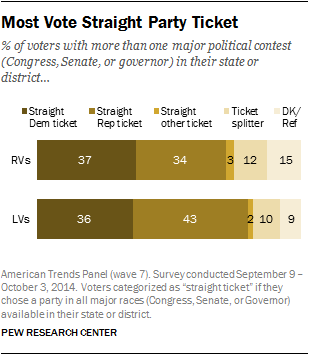 Most Vote Straight Party Ticket
% of voters with more than one major political contest
(Congress, Senate, or governor) in their state or
district...
Straight Dem ticket
Straight Rep ticket
Straight other ticket
Ticket splitter
DK/ Ref
RVs 37 34 3 12 15
LVs 36 43 2 10 9
American Trends Panel (wave 7). Survey conducted September 9 –
October 3, 2014. Voters categorized as “straight ticket” if they
chose a party in all major races (Congress, Senate, or Governor)
available in their state or district.
PEW RESEARCH CENTER